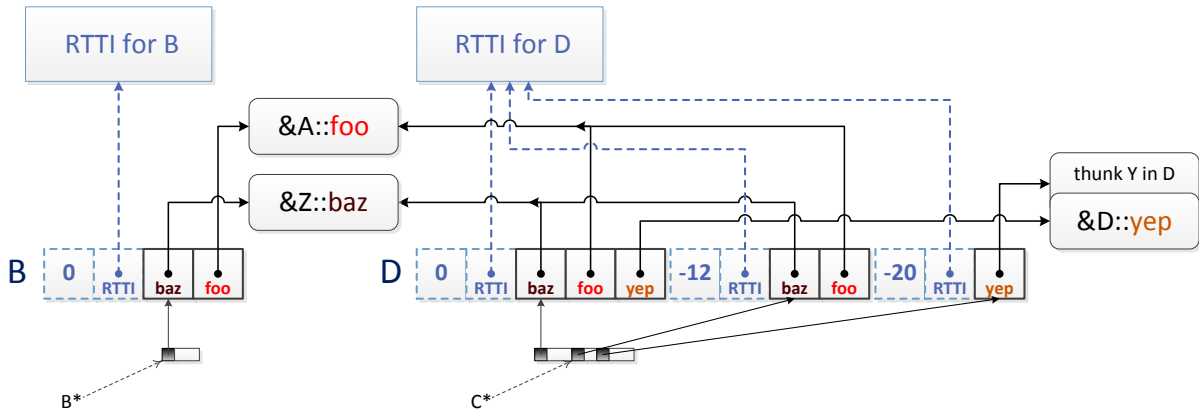 RTTI for B
RTTI for D
&A::foo
&Z::baz
thunk Y in D
&D::yep
B 0 RTTI baz foo
D 0 RTTI baz foo yep -12 RTTI baz foo -20 RTTI yep
B*
C*